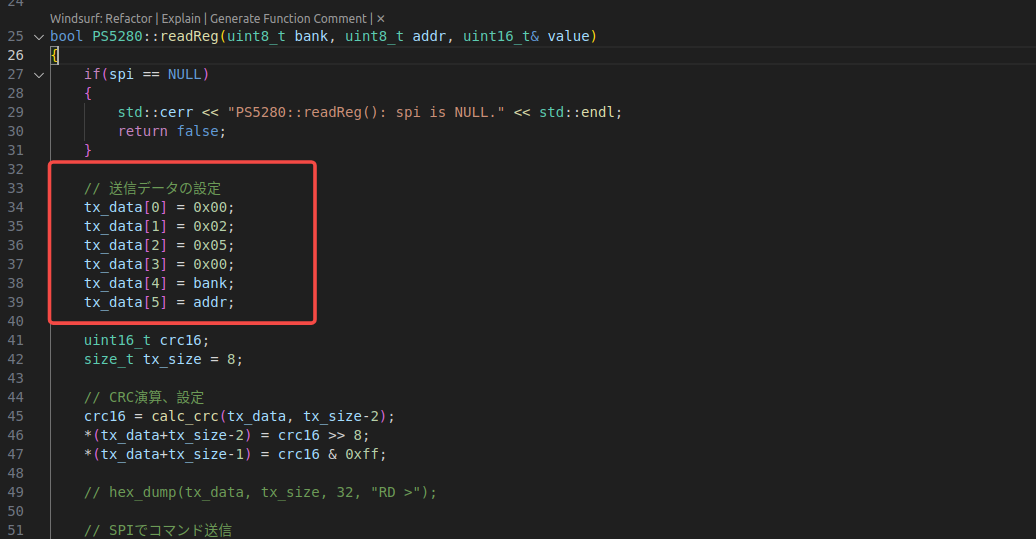 24
Windsurf: Refactor | Explain | Generate Function Comment | ×
25 bool PS5280::readReg(uint8_t bank, uint8_t addr, uint16_t& value)
26 {
27     if(spi == NULL)
28     {
29         std::cerr << "PS5280::readReg(): spi is NULL." << std::endl;
30         return false;
31     }
32
33     // 送信データの設定
34     tx_data[0] = 0x00;
35     tx_data[1] = 0x02;
36     tx_data[2] = 0x05;
37     tx_data[3] = 0x00;
38     tx_data[4] = bank;
39     tx_data[5] = addr;
40
41     uint16_t crc16;
42     size_t tx_size = 8;
43
44     // CRC演算、設定
45     crc16 = calc_crc(tx_data, tx_size-2);
46     *(tx_data+tx_size-2) = crc16 >> 8;
47     *(tx_data+tx_size-1) = crc16 & 0xff;
48
49     // hex_dump(tx_data, tx_size, 32, "RD >");
50
51     // SPIでコマンド送信